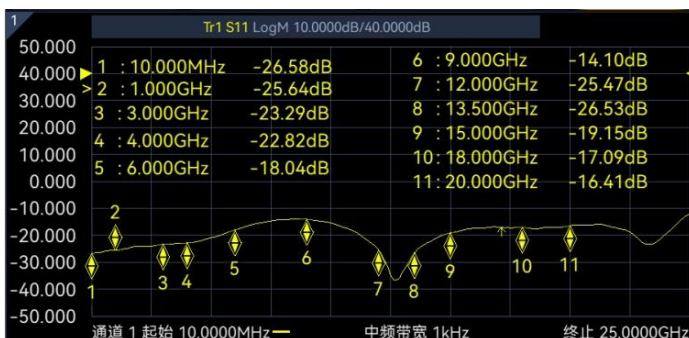 1
Tr1 S11 LogM 10.0000dB/40.0000dB
50.000
40.000
30.000
20.000
10.000
0.000
-10.000
-20.000
-30.000
-40.000
-50.000
1 : 10.000MHz -26.58dB
> 2 : 1.000GHz -25.64dB
3 : 3.000GHz -23.29dB
4 : 4.000GHz -22.82dB
5 : 6.000GHz -18.04dB
6 : 9.000GHz -14.10dB
7 : 12.000GHz -25.47dB
8 : 13.500GHz -26.53dB
9 : 15.000GHz -19.15dB
10: 18.000GHz -17.09dB
11: 20.000GHz -16.41dB
1
2
3
4
5
6
7
8
9
10
11
通道 1 起始 10.0000MHz 中频带宽 1kHz 终止 25.0000GHz